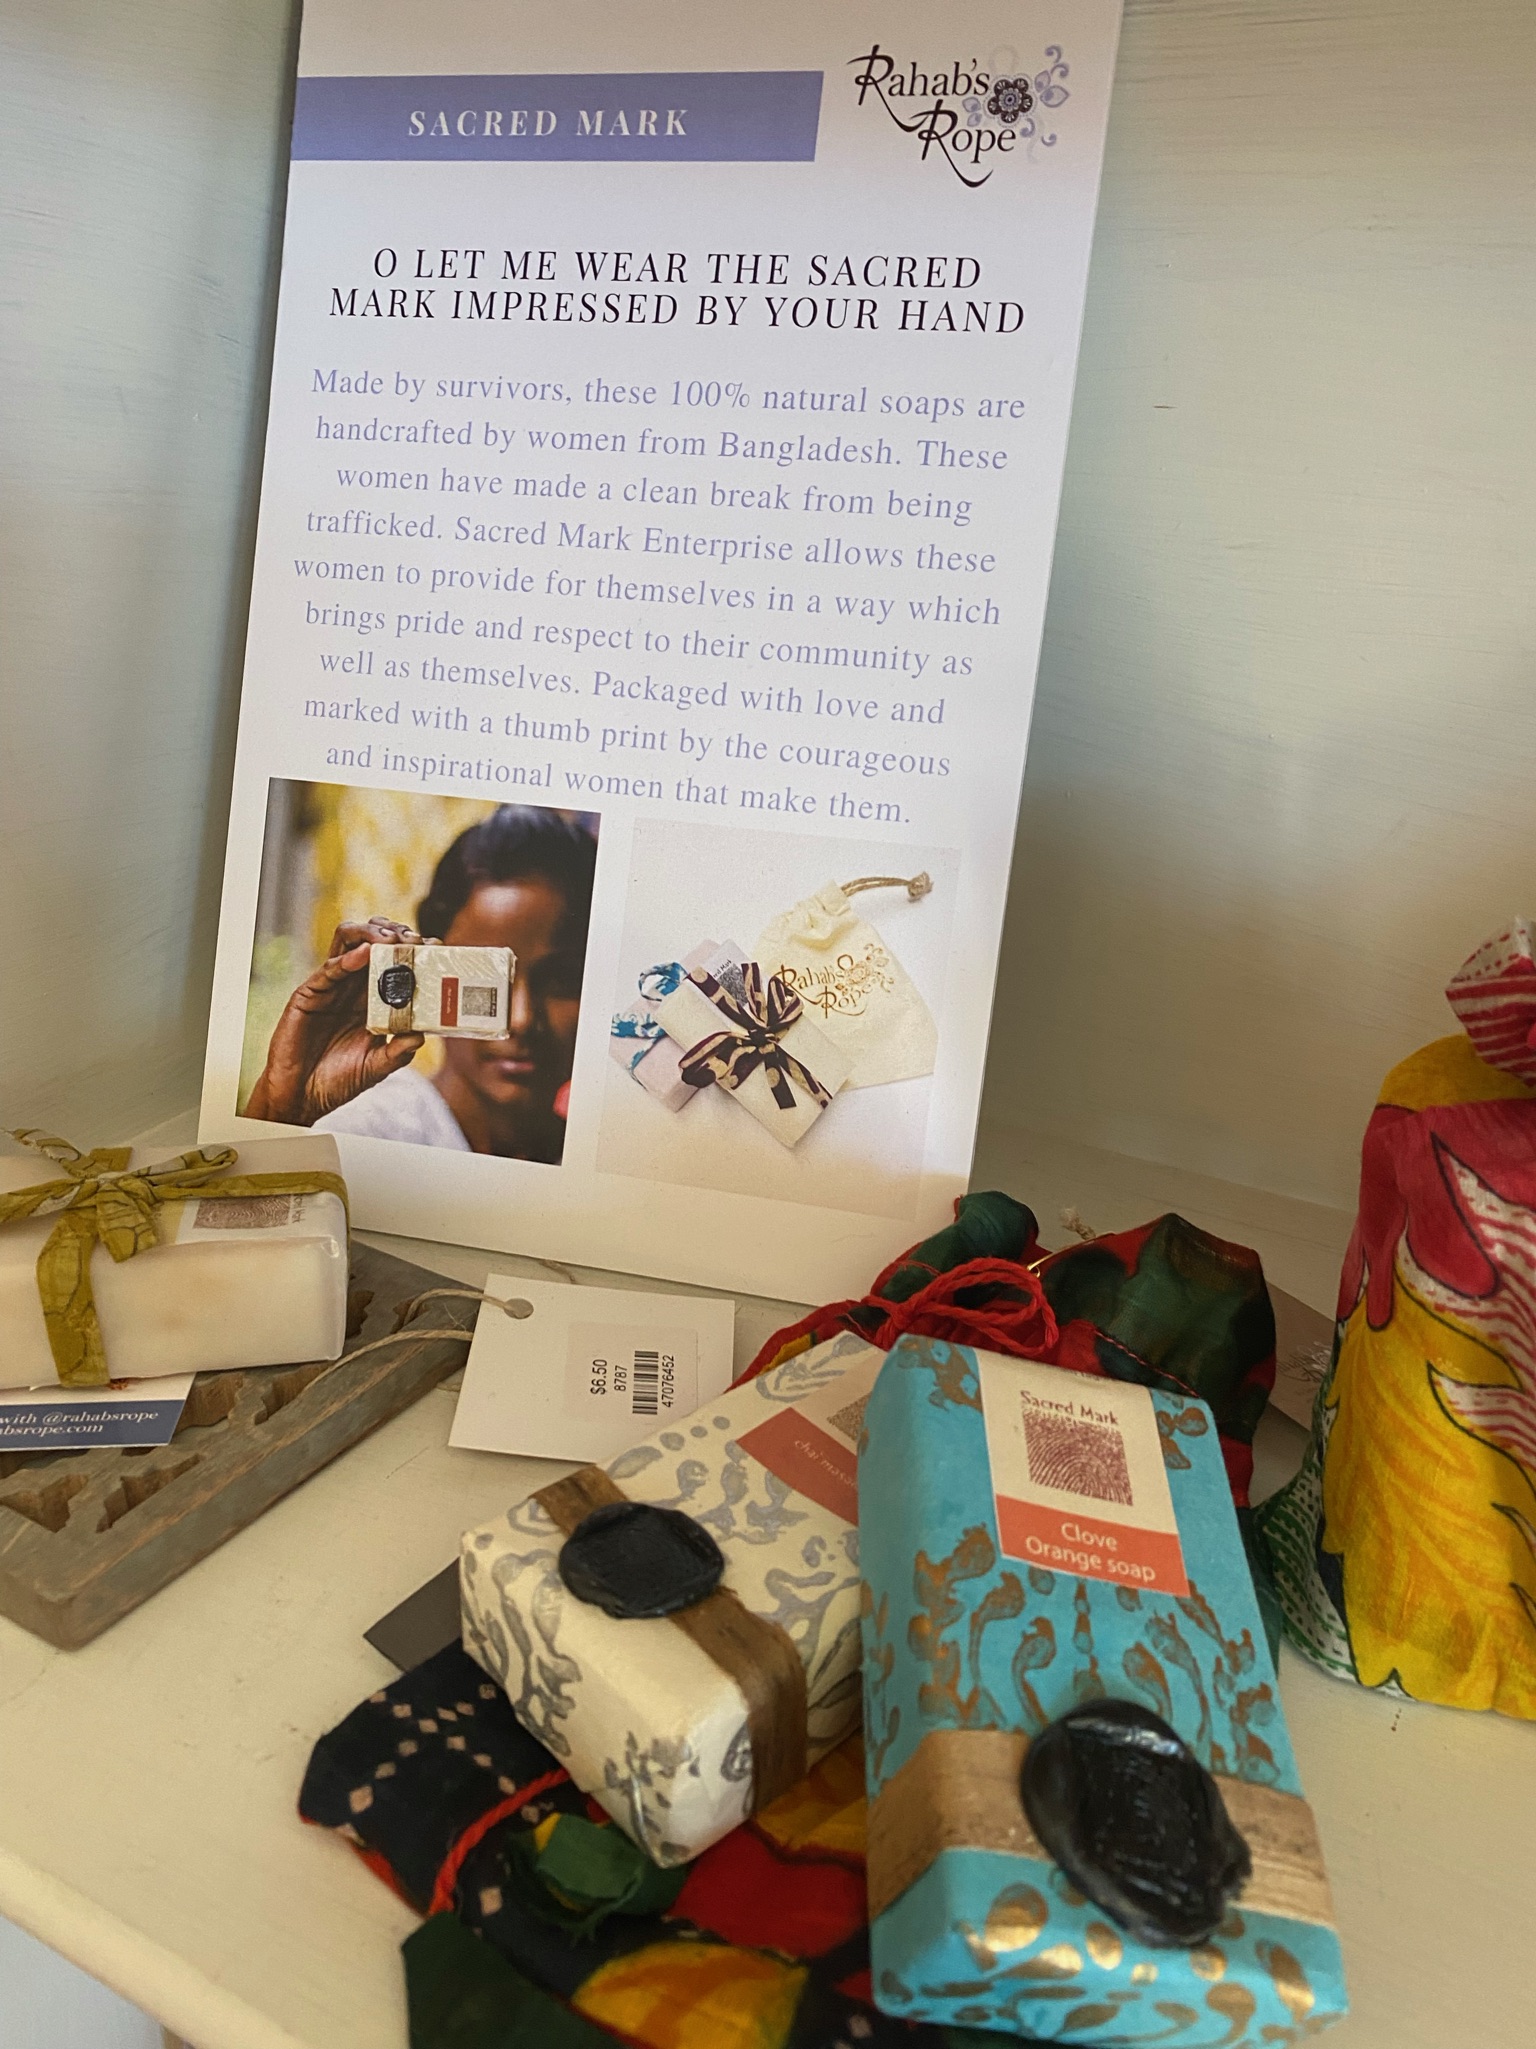 SACRED MARK
Rahab's
Rope
O LET ME WEAR THE SACRED
MARK IMPRESSED BY YOUR HAND
Made by survivors, these 100% natural soaps are
handcrafted by women from Bangladesh. These
women have made a clean break from being
trafficked. Sacred Mark Enterprise allows these
women to provide for themselves in a way which
brings pride and respect to their community as
well as themselves. Packaged with love and
marked with a thumb print by the courageous
and inspirational women that make them.
Rahab's
Rope
$6.50
8787
47076452
with @rahabsrope
absrope.com
chai masa
Sacred Mark
Clove
Orange soap